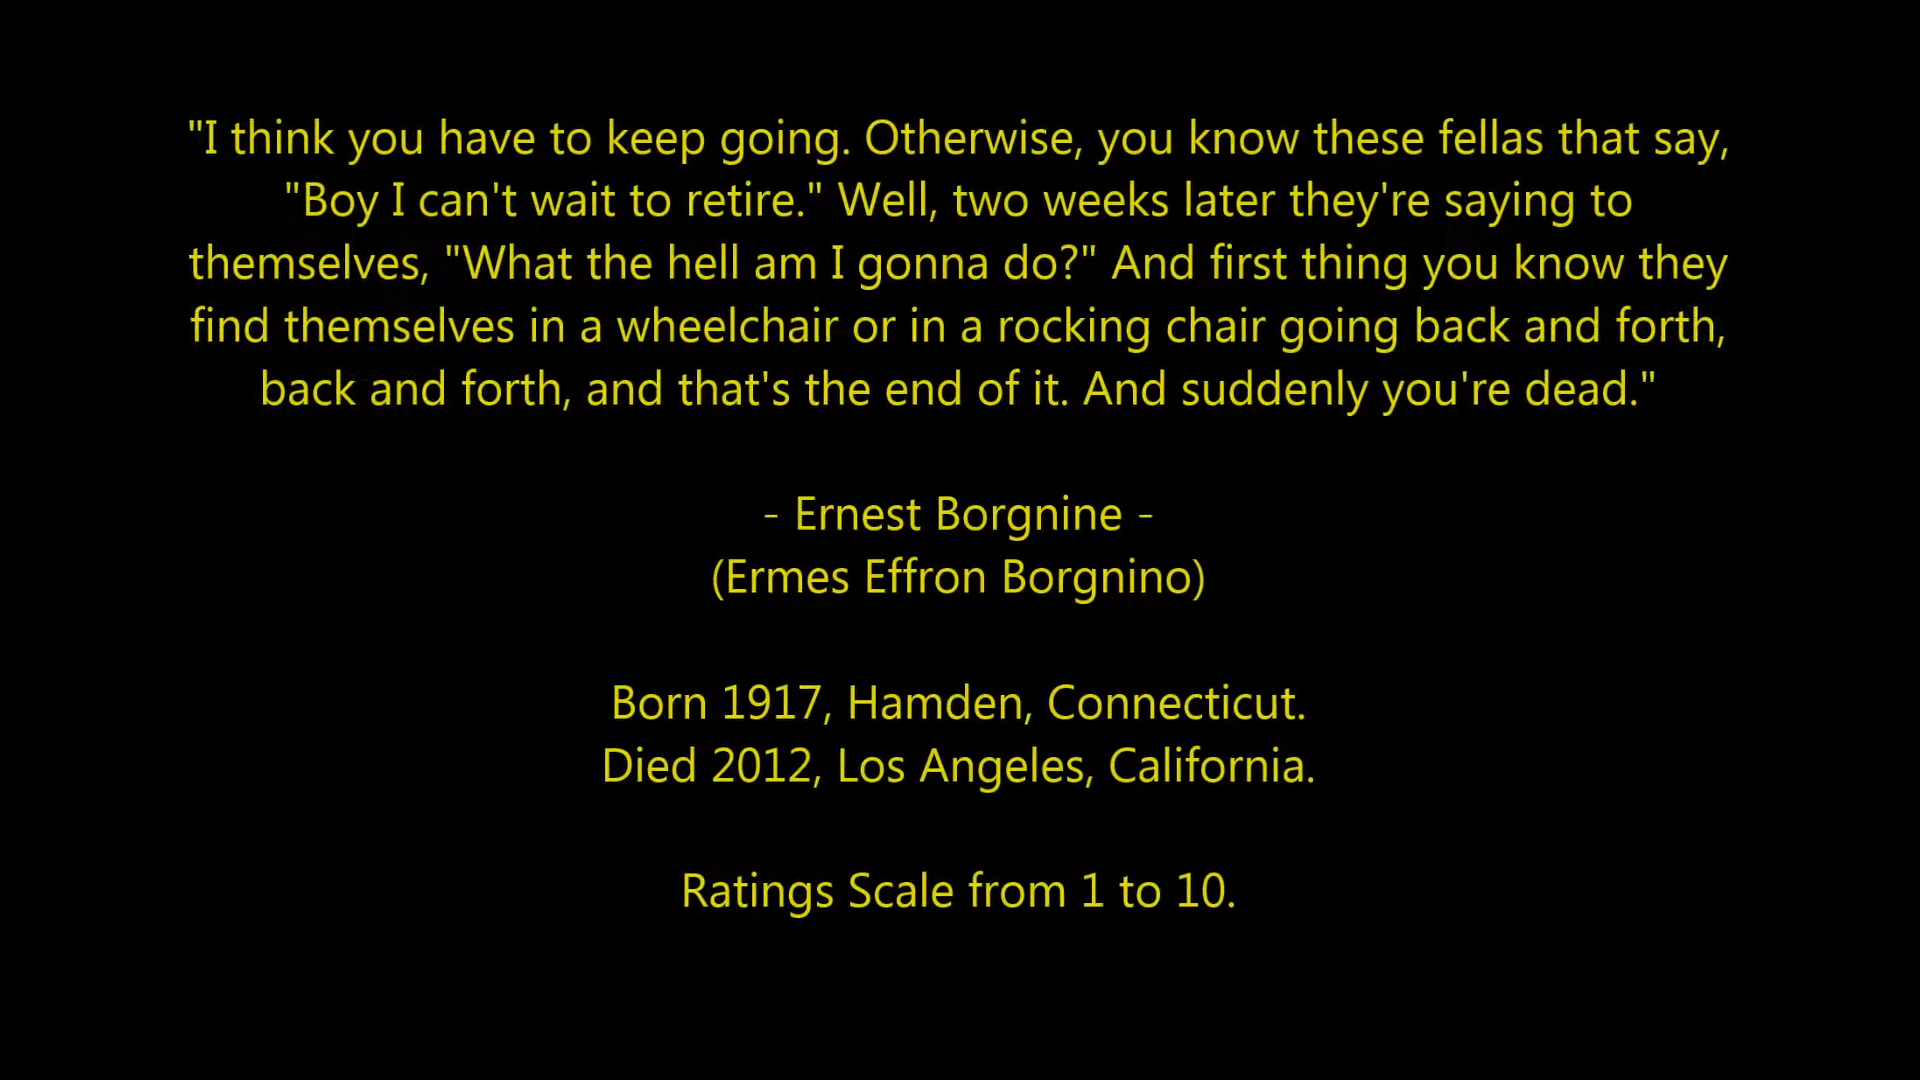 "I think you have to keep going. Otherwise, you know these fellas that say,
"Boy I can't wait to retire." Well, two weeks later they're saying to
themselves, "What the hell am I gonna do?" And first thing you know they
find themselves in a wheelchair or in a rocking chair going back and forth,
back and forth, and that's the end of it. And suddenly you're dead."
- Ernest Borgnine -
(Ermes Effron Borgnino)
Born 1917, Hamden, Connecticut.
Died 2012, Los Angeles, California.
Ratings Scale from 1 to 10.